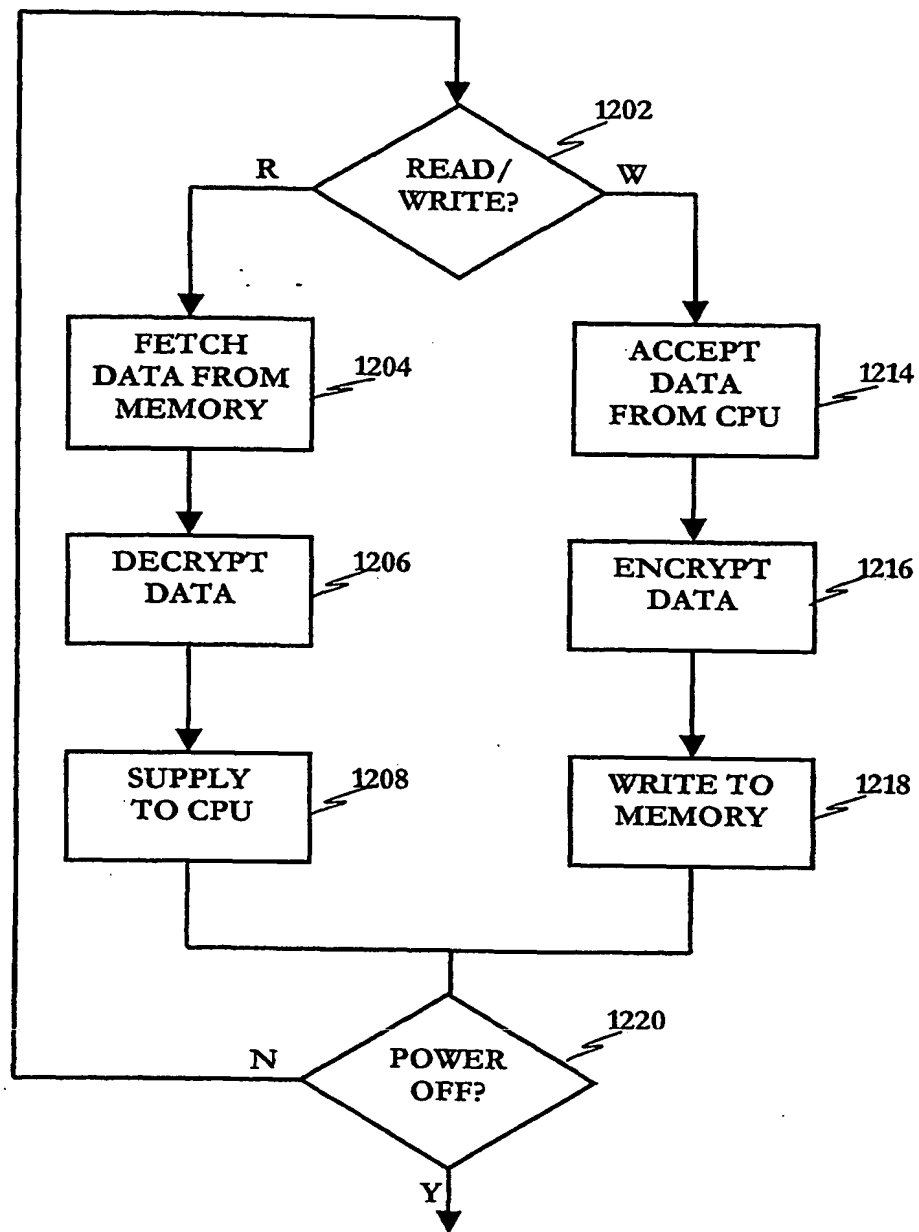 1202
READ/
WRITE?
R
W
FETCH
DATA FROM
MEMORY
1204
ACCEPT
DATA
FROM CPU
1214
DECRYPT
DATA
1206
ENCRYPT
DATA
1216
SUPPLY
TO CPU
1208
WRITE TO
MEMORY
1218
1220
POWER
OFF?
N
Y